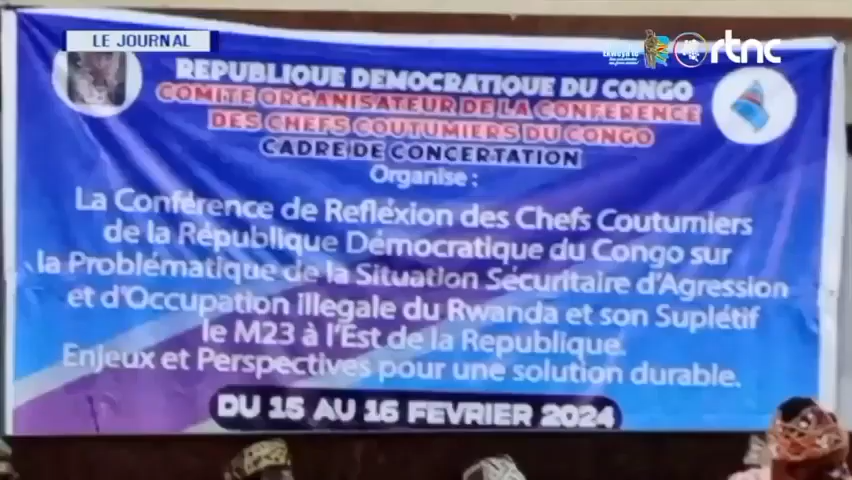 LE JOURNAL
rtnc
REPUBLIQUE DEMOCRATIQUE DU CONGO
COMITE ORGANISATEUR DE LA CONFERENCE
DES CHEFS COUTUMIERS DU CONGO
CADRE DE CONCERTATION
Organise :
La Conférence de Refléxion des Chefs Coutumiers
de la République Démocratique du Congo sur
la Problématique de la Situation Sécuritaire d'Agression
et d'Occupation illegale du Rwanda et son Suplétif
le M23 à l'Est de la Republique.
Enjeux et Perspectives pour une solution durable.
DU 15 AU 16 FEVRIER 2024